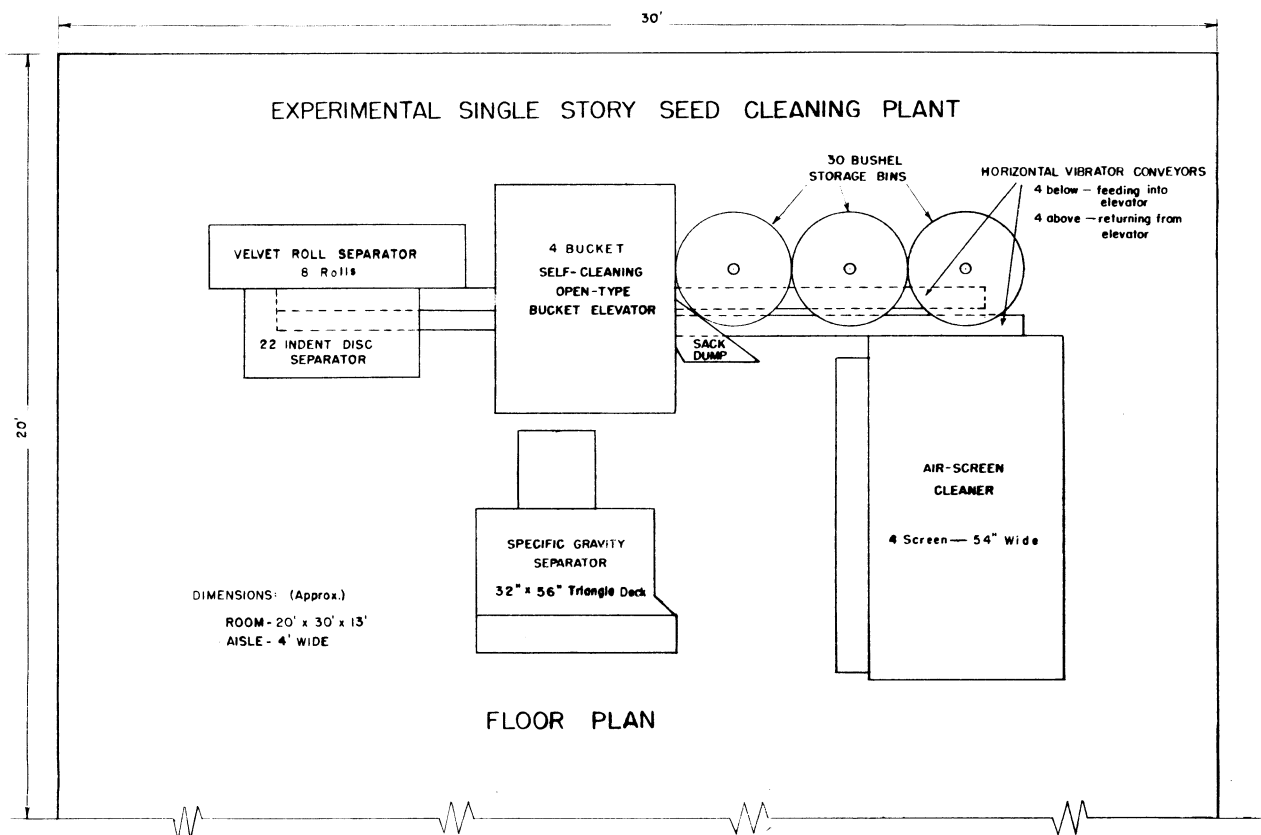 30'
EXPERIMENTAL SINGLE STORY SEED CLEANING PLANT
30 BUSHEL
STORAGE BINS
HORIZONTAL VIBRATOR CONVEYORS
4 below — feeding into
elevator
4 above — returning from
elevator
VELVET ROLL SEPARATOR
8 Rolls
4 BUCKET
SELF-CLEANING
OPEN-TYPE
BUCKET ELEVATOR
22 INDENT DISC
SEPARATOR
SACK
DUMP
20'
AIR-SCREEN
CLEANER
4 Screen — 54" Wide
SPECIFIC GRAVITY
SEPARATOR
32" x 56" Triangle Deck
DIMENSIONS: (Approx.)
ROOM - 20' x 30' x 13'
AISLE - 4' WIDE
FLOOR PLAN